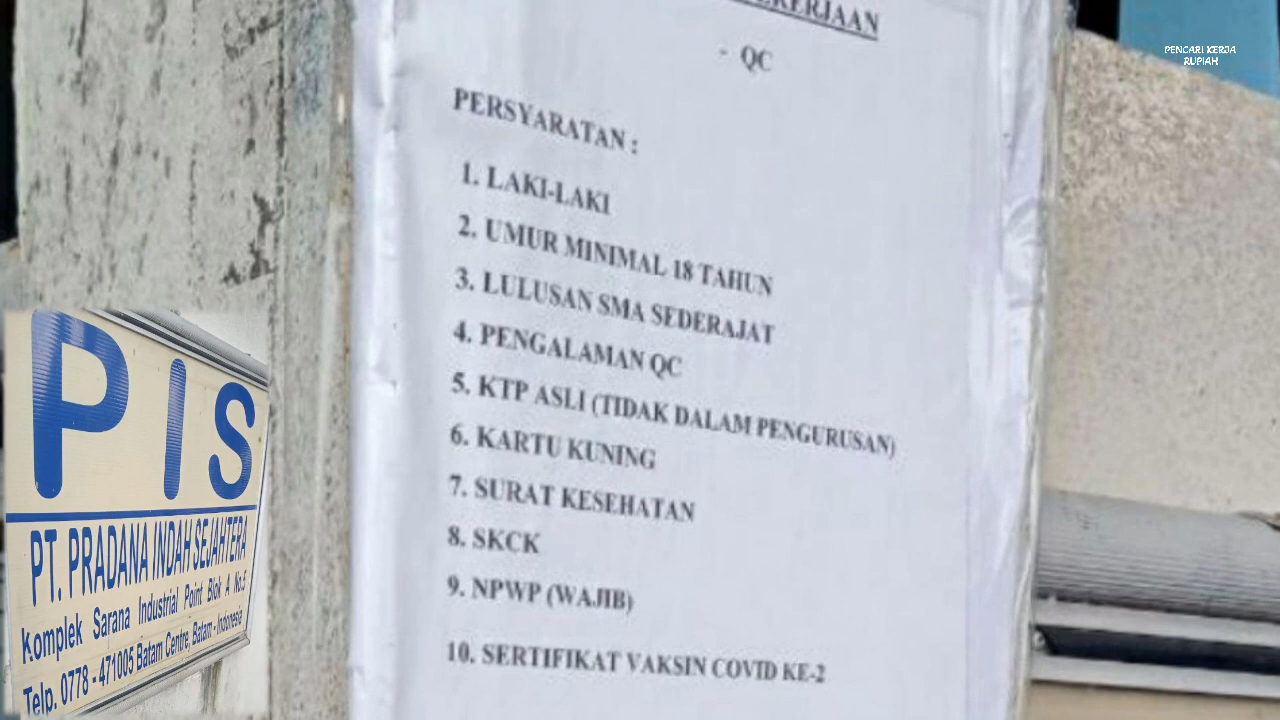 - QC
PERSYARATAN :
1. LAKI-LAKI
2. UMUR MINIMAL 18 TAHUN
3. LULUSAN SMA SEDERAJAT
4. PENGALAMAN QC
5. KTP ASLI (TIDAK DALAM PENGURUSAN)
6. KARTU KUNING
7. SURAT KESEHATAN
8. SKCK
9. NPWP (WAJIB)
10. SERTIFIKAT VAKSIN COVID KE-2
PIS
PT. PRADANA INDAH SEJAHTERA
Komplek Sarana Industrial Point Blok A No.5
Telp. 0778 - 471005 Batam Centre, Batam - Indonesia
PENCARI KERJA
RUPIAH